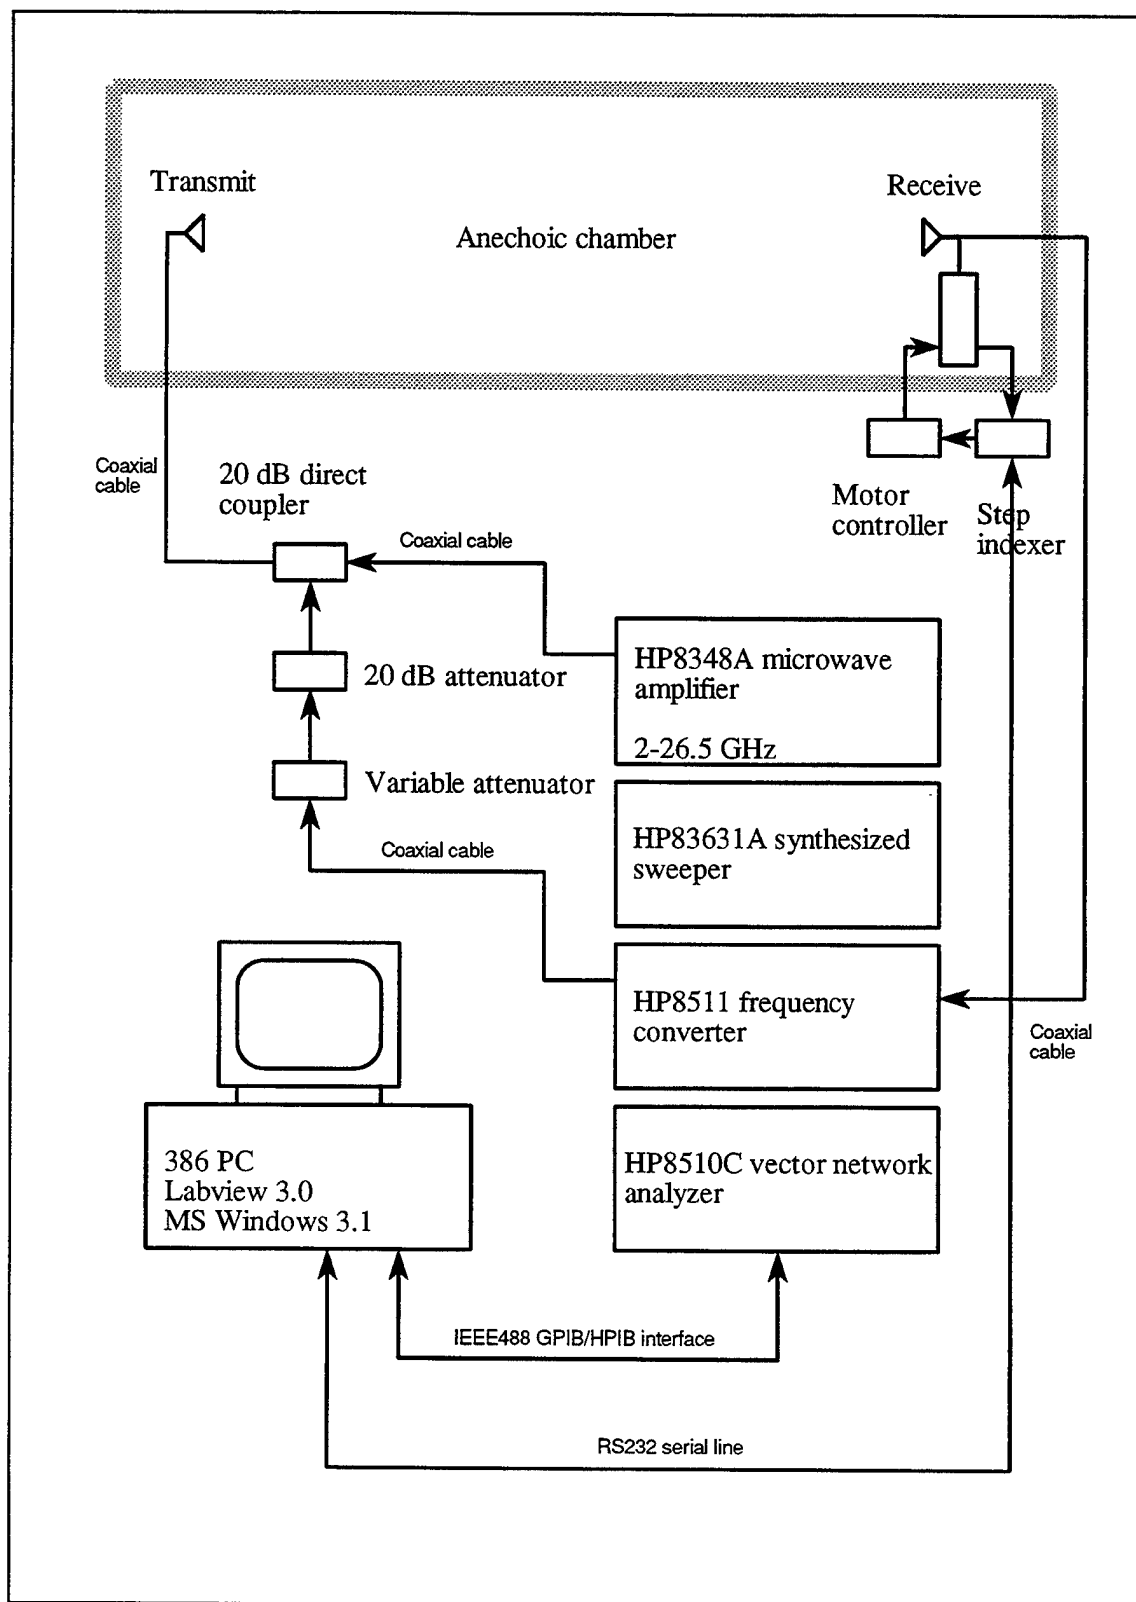 Transmit
Receive
Anechoic chamber
Coaxial
cable
20 dB direct
coupler
Motor
controller
Step
indexer
Coaxial cable
HP8348A microwave
amplifier
2-26.5 GHz
20 dB attenuator
Variable attenuator
HP83631A synthesized
sweeper
Coaxial cable
HP8511 frequency
converter
Coaxial
cable
386 PC
Labview 3.0
MS Windows 3.1
HP8510C vector network
analyzer
IEEE488 GPIB/HPIB interface
RS232 serial line